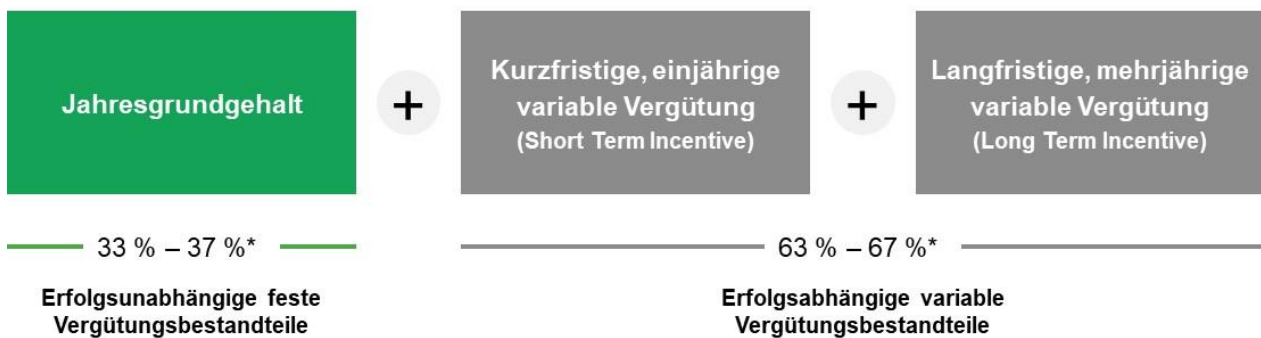 Jahresgrundgehalt
+
Kurzfristige, einjährige
variable Vergütung
(Short Term Incentive)
+
Langfristige, mehrjährige
variable Vergütung
(Long Term Incentive)
33 % – 37 %*
63 % – 67 %*
Erfolgsunabhängige feste
Vergütungsbestandteile
Erfolgsabhängige variable
Vergütungsbestandteile